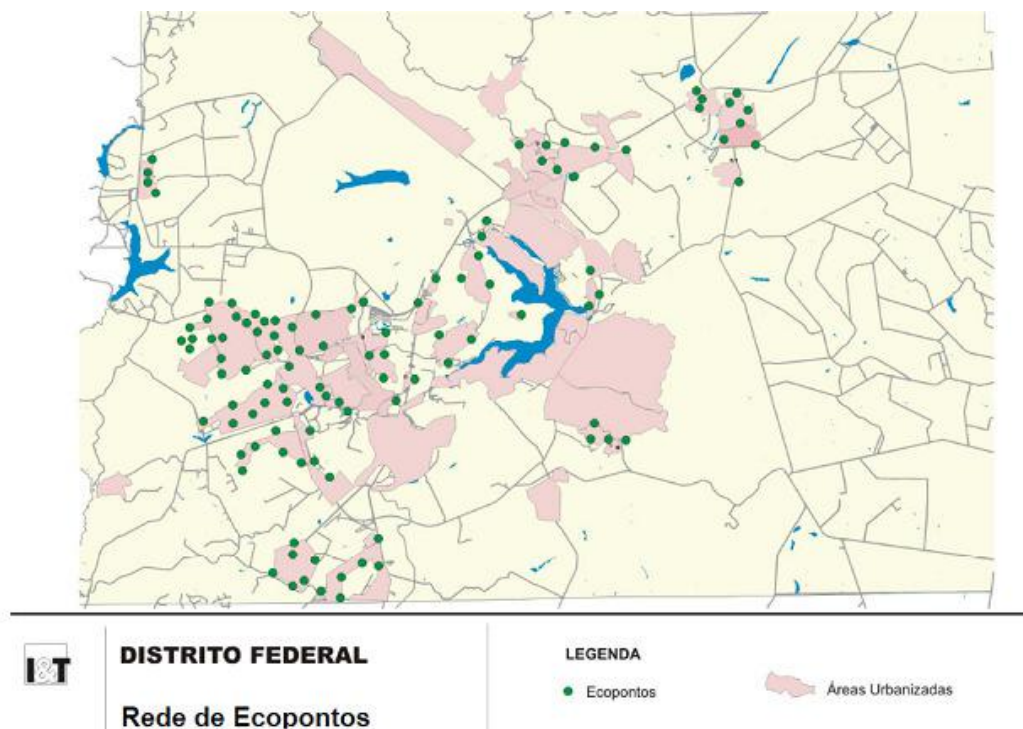 I&T
DISTRITO FEDERAL
Rede de Ecopontos
LEGENDA
Ecopontos
Áreas Urbanizadas